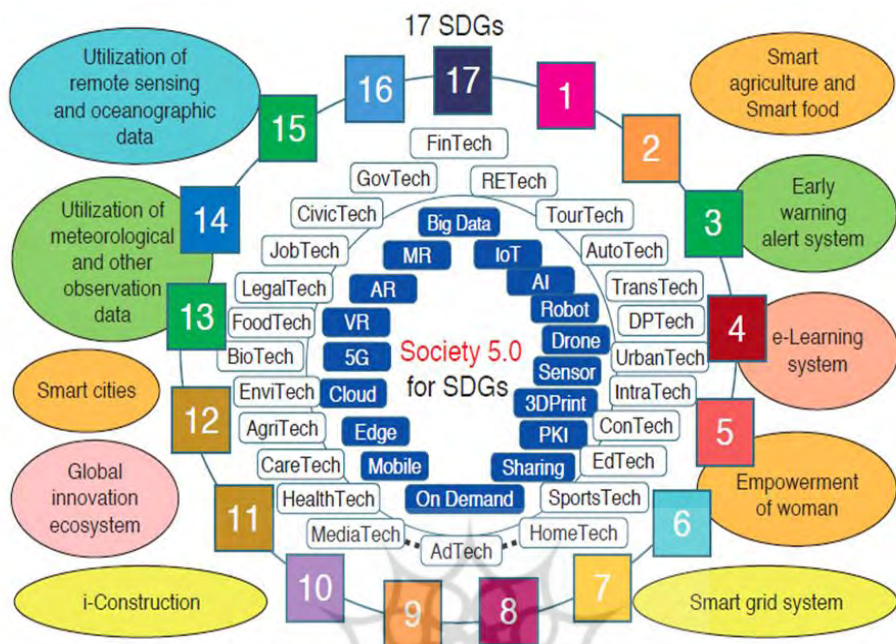 17 SDGs
Utilization of
remote sensing
and oceanographic
data
16
17
1
Smart
agriculture and
Smart food
15
2
FinTech
GovTech
RETech
14
Utilization of
meteorological
and other
observation
data
CivicTech
TourTech
3
Early
warning
alert system
Big Data
JobTech
MR
IoT
AutoTech
LegalTech
AR
AI
TransTech
13
FoodTech
VR
Robot
DPTech
4
e-Learning
system
BioTech
5G
Society 5.0
for SDGs
Drone
UrbanTech
Smart cities
12
EnviTech
Cloud
Sensor
IntraTech
AgriTech
Edge
3DPrint
PKI
ConTech
5
Global
innovation
ecosystem
CareTech
Mobile
Sharing
EdTech
Empowerment
of woman
11
HealthTech
On Demand
SportsTech
6
MediaTech
AdTech
HomeTech
i-Construction
10
9
8
7
Smart grid system